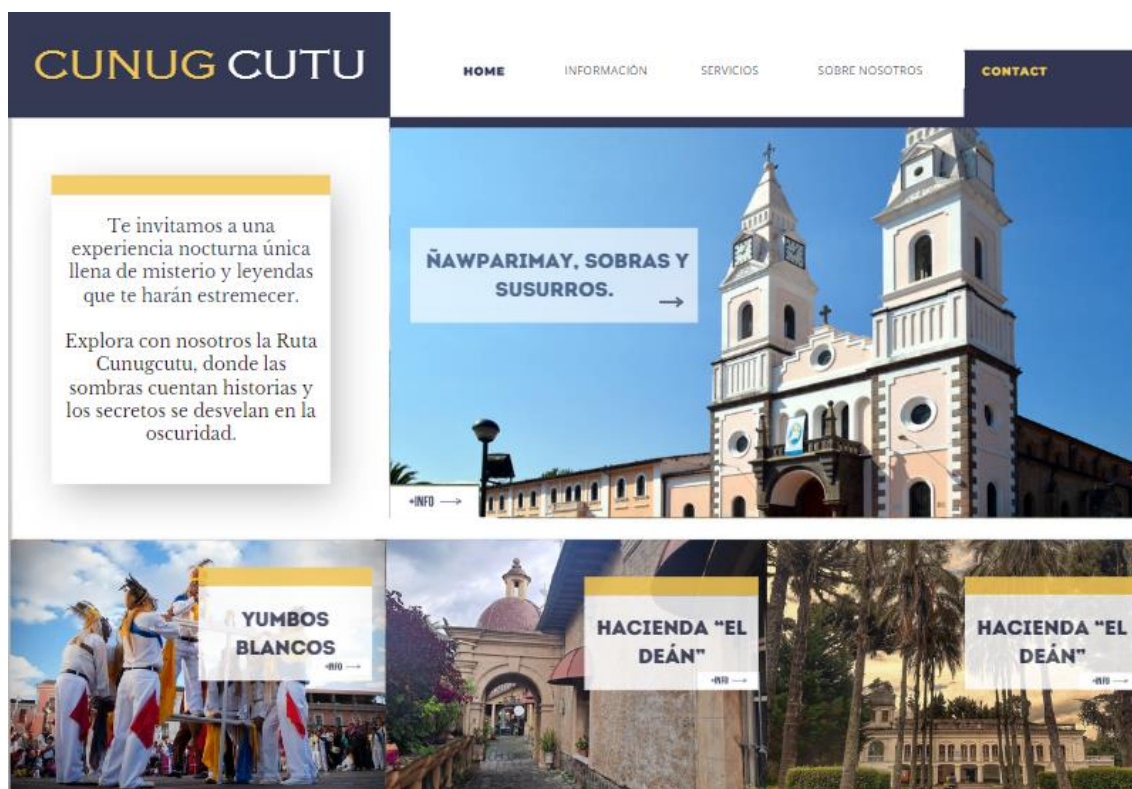 CUNUG CUTU
HOME
INFORMACIÓN
SERVICIOS
SOBRE NOSOTROS
CONTACT
Te invitamos a una
experiencia nocturna única
llena de misterio y leyendas
que te harán estremecer.
Explora con nosotros la Ruta
Cunugcutu, donde las
sombras cuentan historias y
los secretos se desvelan en la
oscuridad.
ÑAWPARIMAY, SOBRAS Y
SUSURROS.
+INFO
YUMBOS
BLANCOS
+INFO
HACIENDA “EL
DEÁN”
+INFO
HACIENDA “EL
DEÁN”
+INFO